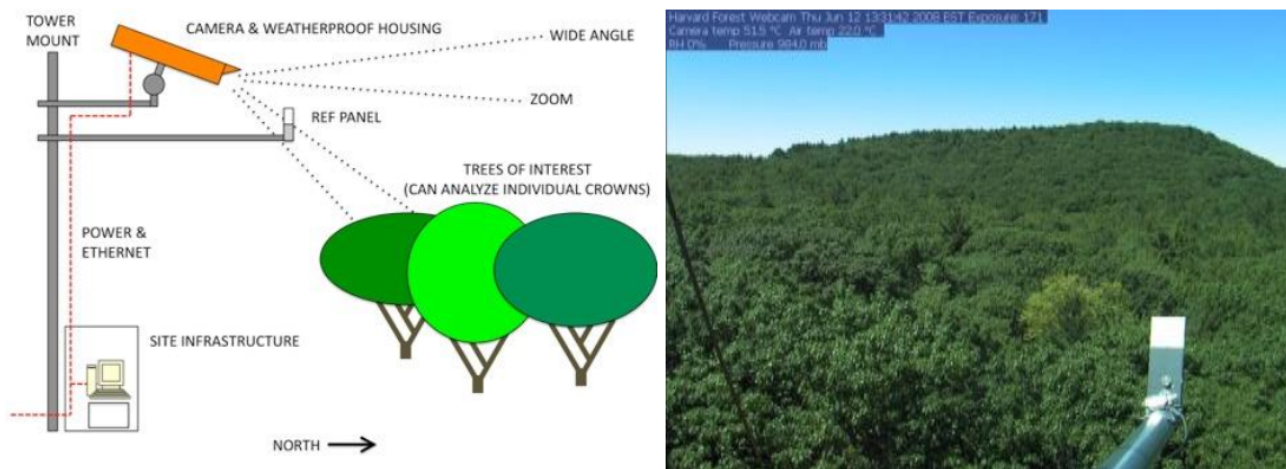 TOWER
MOUNT
CAMERA & WEATHERPROOF HOUSING
WIDE ANGLE
ZOOM
REF PANEL
TREES OF INTEREST
(CAN ANALYZE INDIVIDUAL CROWNS)
POWER &
ETHERNET
SITE INFRASTRUCTURE
NORTH
Harvard Forest Webcam Thu Jun 12 13:31:42 2008 EST Exposure: 171
Camera temp 51.5 °C Air temp 22.0 °C
RH 0% Pressure 984.0 mb